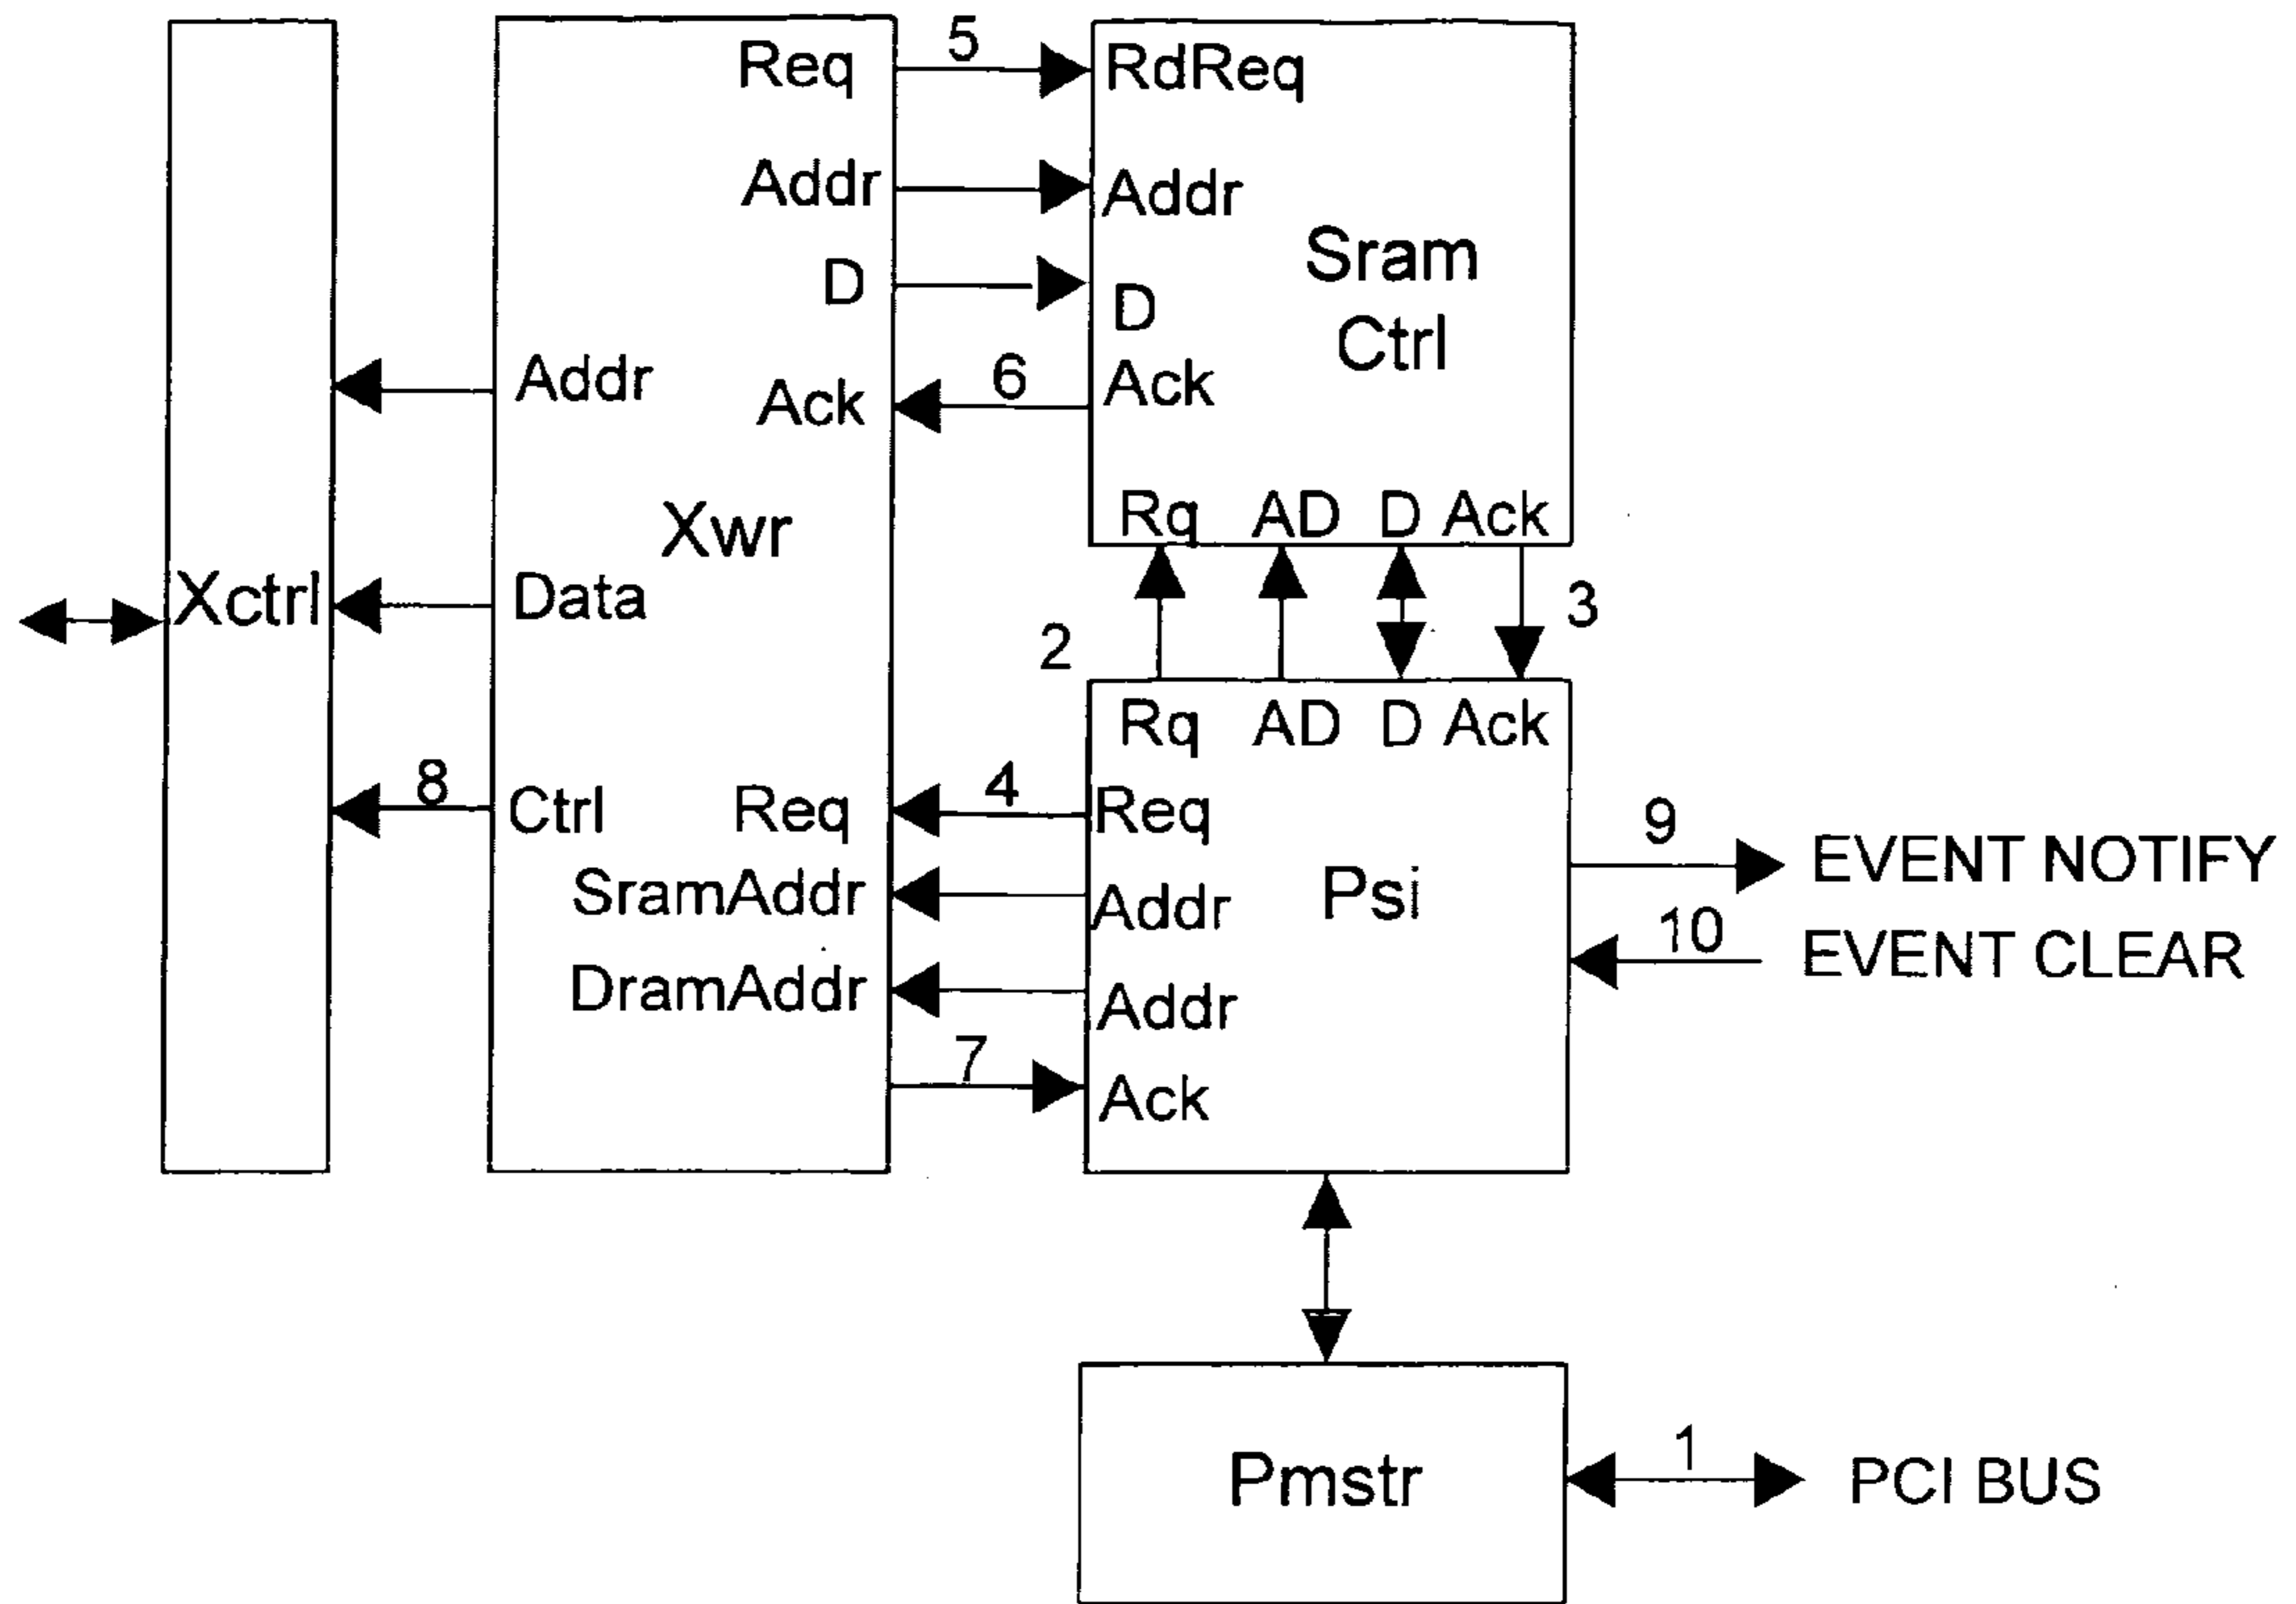 5
Req
RdReq
Addr
Addr
D
D
Sram
Ctrl
Addr
Ack
6
Ack
Xwr
Rq AD D Ack
Xctrl
Data
2
3
Rq AD D Ack
8
Ctrl
Req
4
Req
9
EVENT NOTIFY
SramAddr
Addr
Psi
10
EVENT CLEAR
DramAddr
Addr
7
Ack
Pmstr
1
PCI BUS